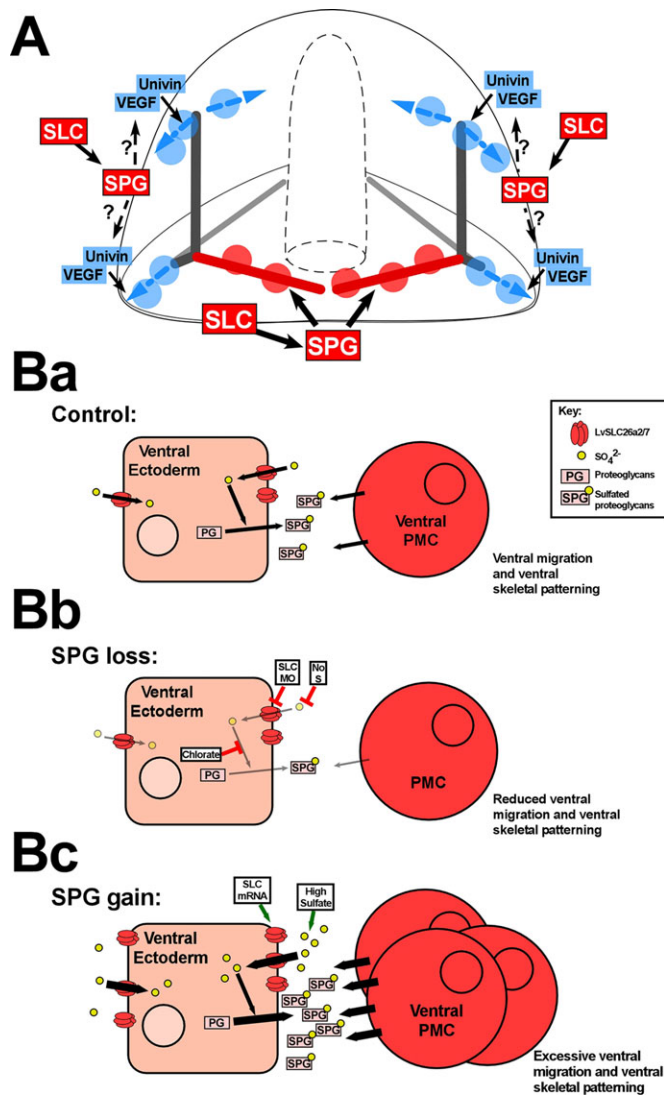 A
Univin
VEGF
SLC
?
SPG
?
Univin
VEGF
Univin
VEGF
SLC
?
SPG
?
Univin
VEGF
SLC
SPG
Ba
Control:
Ventral
Ectoderm
PG
SPG
SPG
SPG
Ventral
PMC
Key:
LvSLC26a2/7
SO₄²⁻
PG Proteoglycans
SPG Sulfated
proteoglycans
Ventral migration
and ventral
skeletal patterning
Bb
SPG loss:
Ventral
Ectoderm
SLC
MO
No
S
Chlorate
PG
SPG
PMC
Reduced ventral
migration and ventral
skeletal patterning
Bc
SPG gain:
SLC
mRNA
High
Sulfate
Ventral
Ectoderm
PG
SPG
SPG
SPG
SPG
SPG
SPG
Ventral
PMC
Excessive ventral
migration and ventral
skeletal patterning